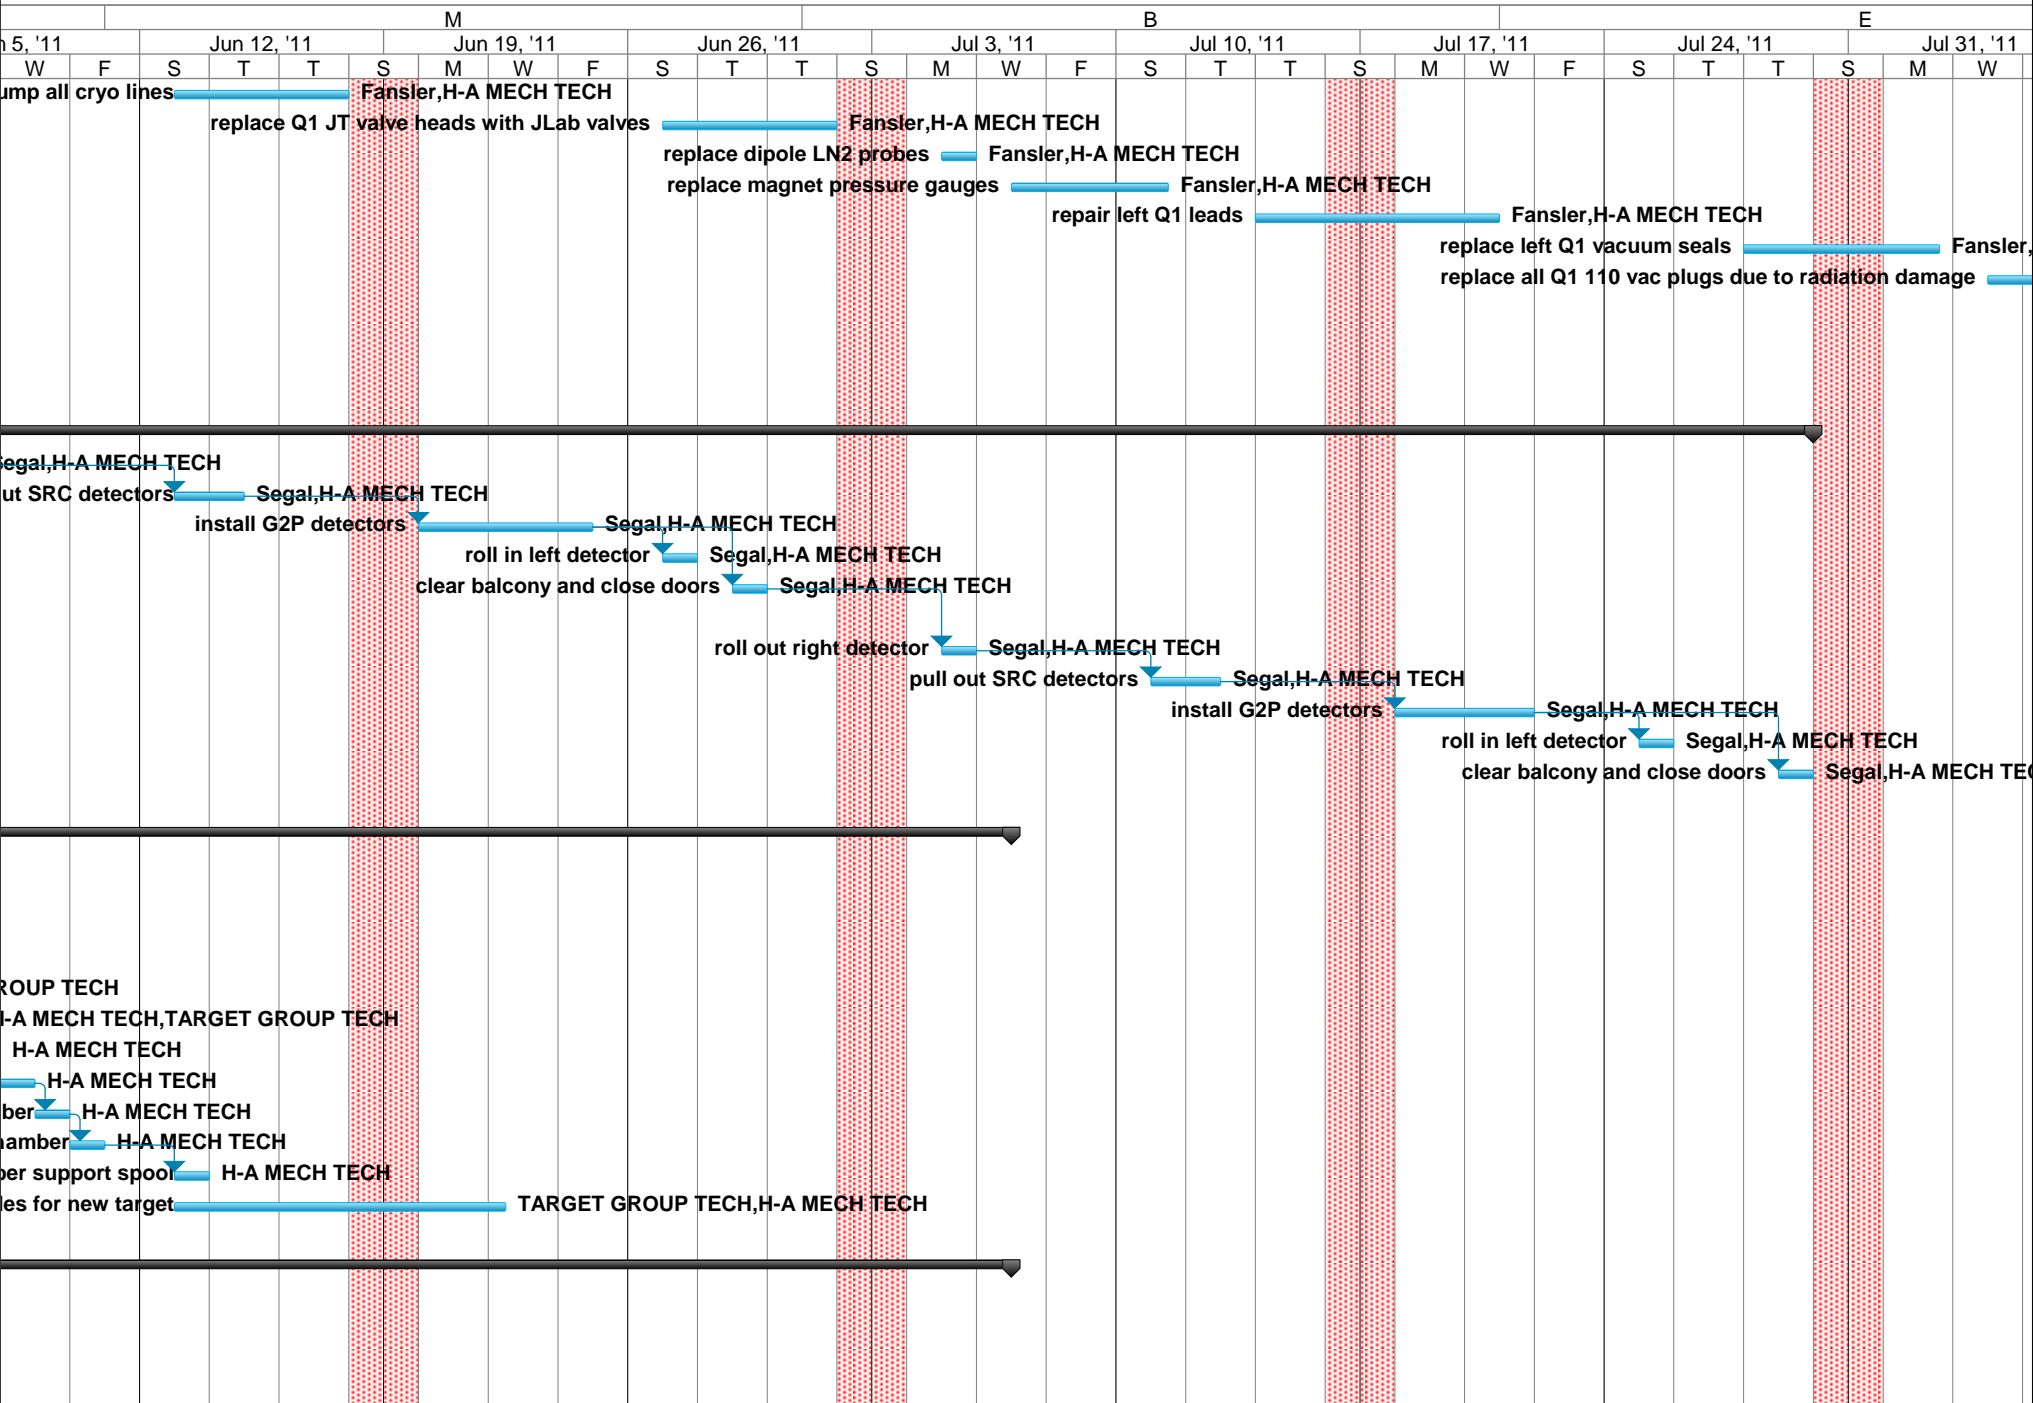 M B E
5, '11 Jun 12, '11 Jun 19, '11 Jun 26, '11 Jul 3, '11 Jul 10, '11 Jul 17, '11 Jul 24, '11 Jul 31, '11
W F S T T S M W F S T T S M W F S T T S M W F S T T S M W
ump all cryo lines Fansler,H-A MECH TECH
replace Q1 JT valve heads with JLab valves Fansler,H-A MECH TECH
replace dipole LN2 probes Fansler,H-A MECH TECH
replace magnet pressure gauges Fansler,H-A MECH TECH
repair left Q1 leads Fansler,H-A MECH TECH
replace left Q1 vacuum seals Fansler,
replace all Q1 110 vac plugs due to radiation damage
Segal,H-A MECH TECH
ut SRC detectors Segal,H-A MECH TECH
install G2P detectors Segal,H-A MECH TECH
roll in left detector Segal,H-A MECH TECH
clear balcony and close doors Segal,H-A MECH TECH
roll out right detector Segal,H-A MECH TECH
pull out SRC detectors Segal,H-A MECH TECH
install G2P detectors Segal,H-A MECH TECH
roll in left detector Segal,H-A MECH TECH
clear balcony and close doors Segal,H-A MECH TE
ROUP TECH
-A MECH TECH,TARGET GROUP TECH
H-A MECH TECH
H-A MECH TECH
ber H-A MECH TECH
amber H-A MECH TECH
er support spool H-A MECH TECH
les for new target TARGET GROUP TECH,H-A MECH TECH